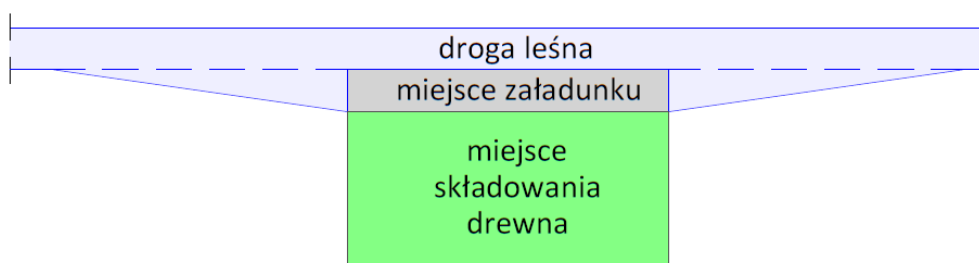 droga leśna
miejsce załadunku
miejsce
składowania
drewna